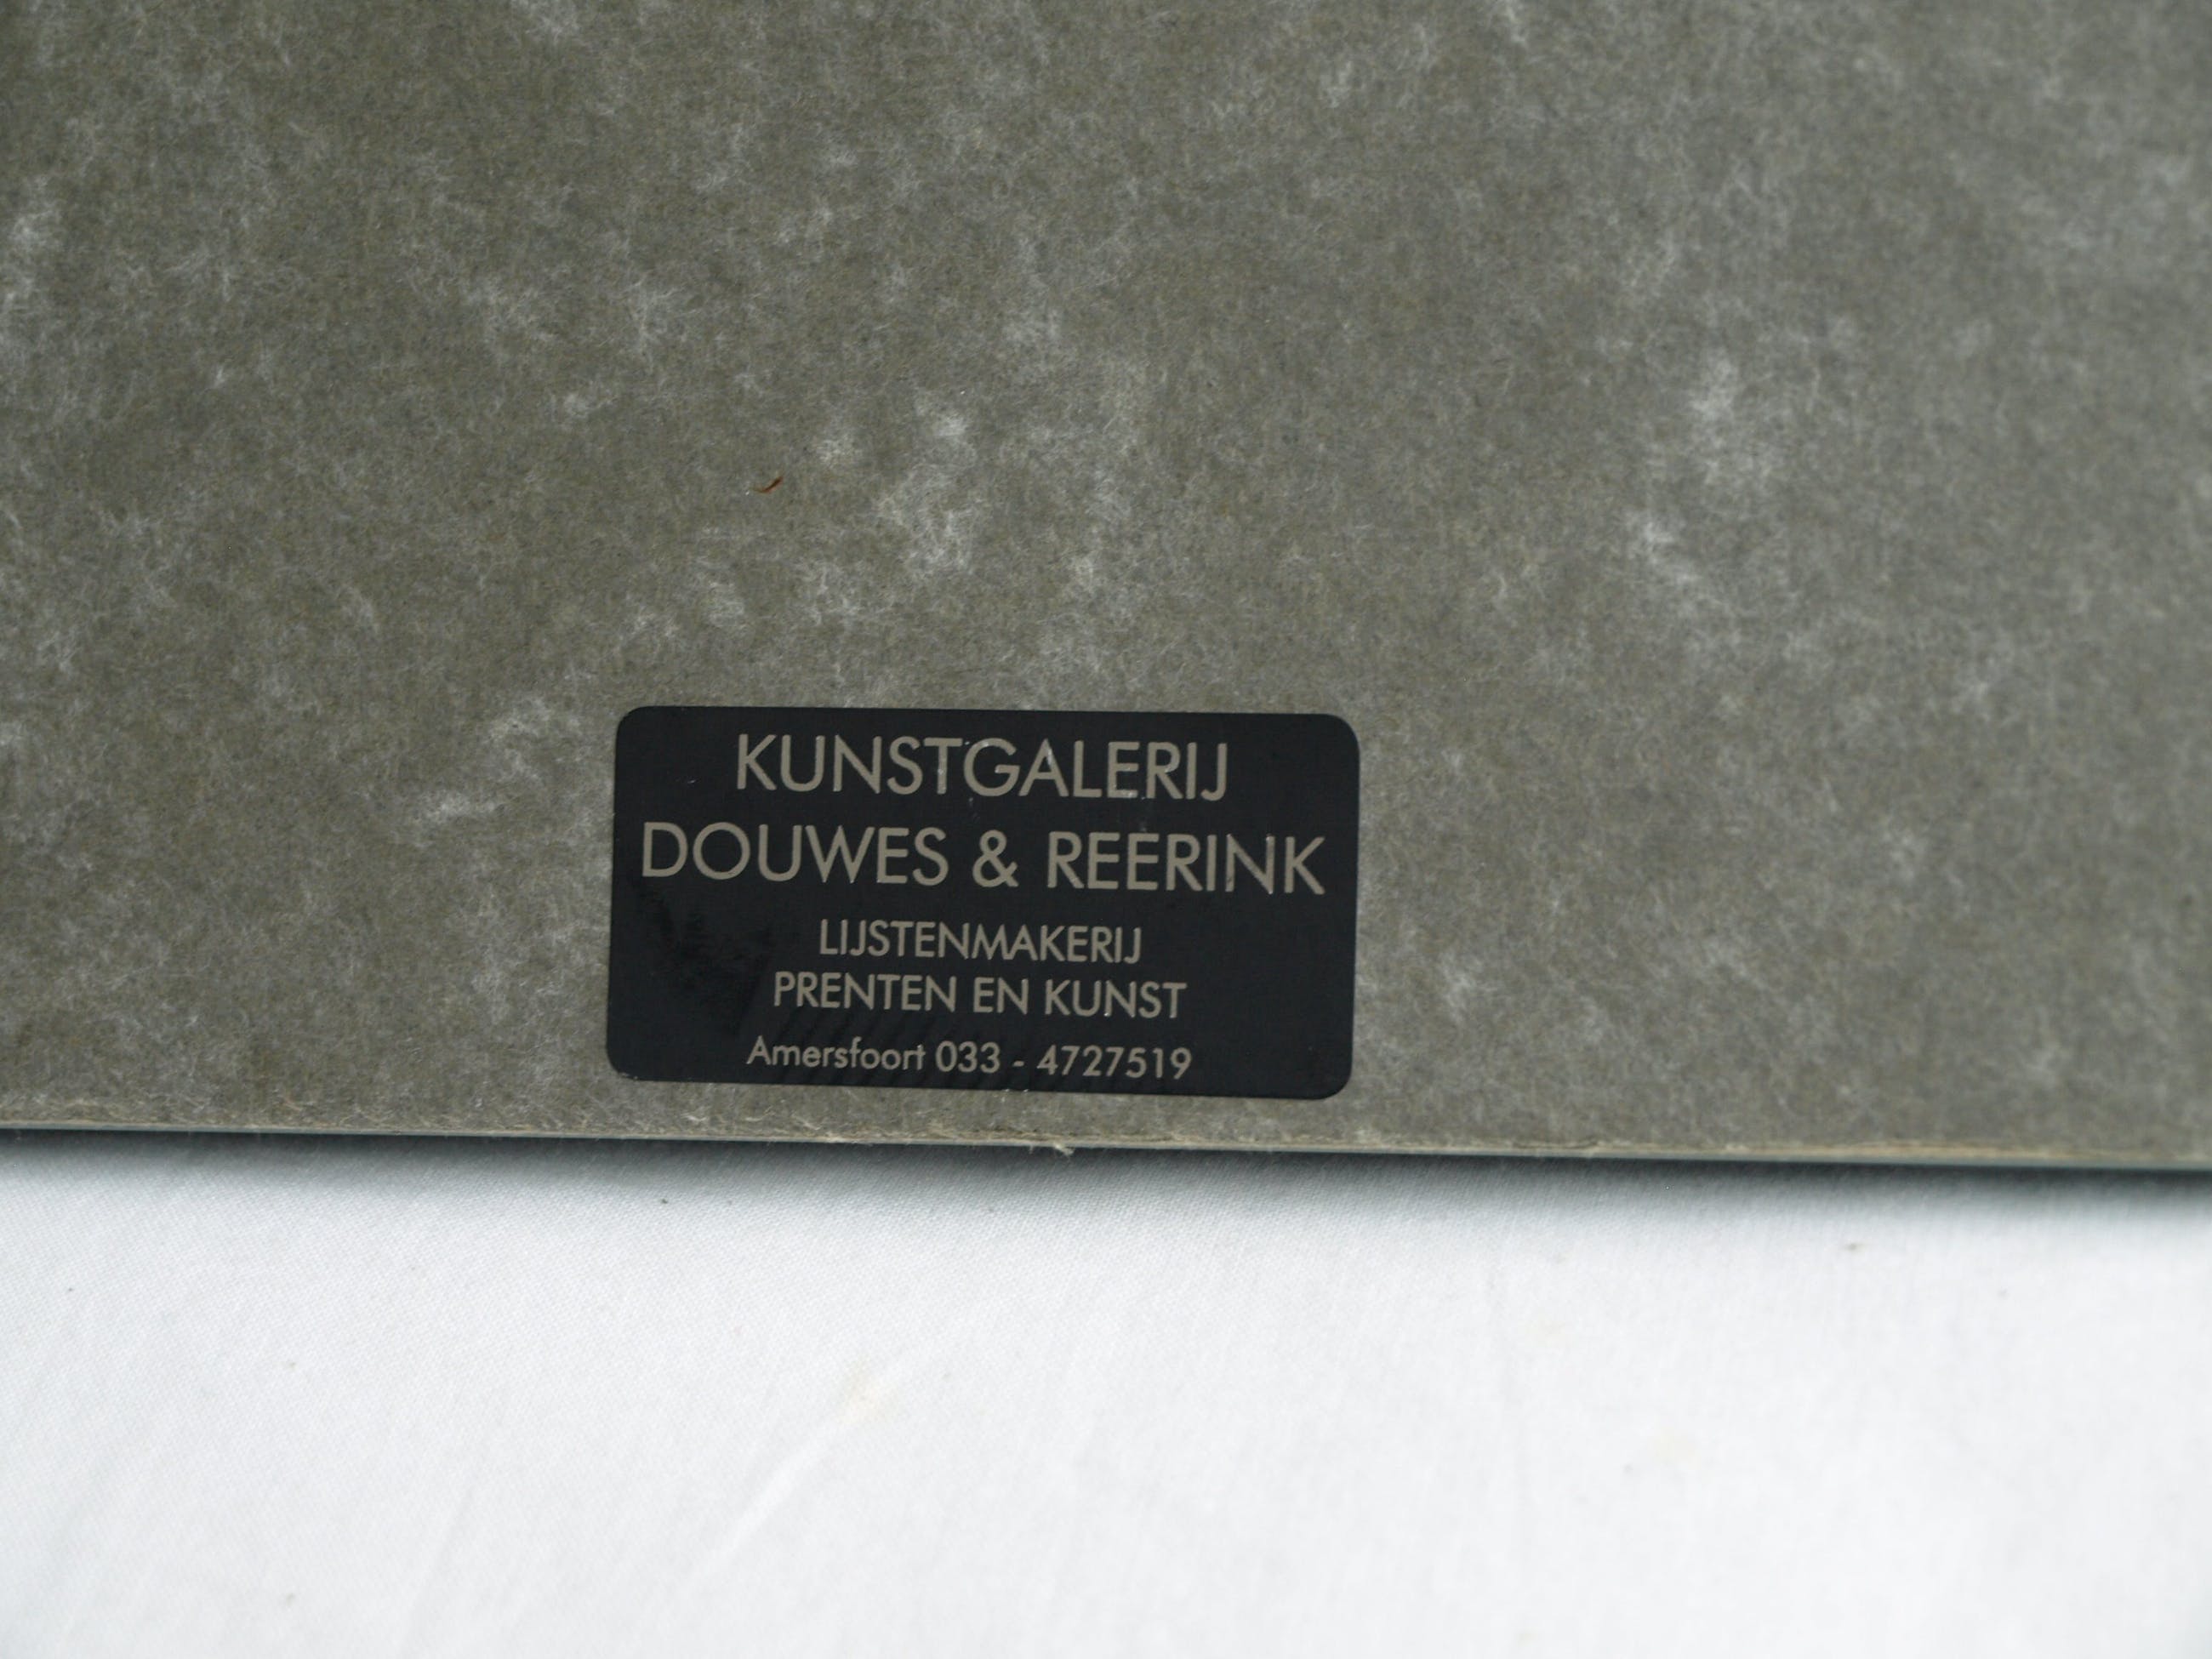 KUNSTGALERIJ
DOUWES & REERINK
LIJSTENMAKERIJ
PRENTEN EN KUNST
Amersfoort 033 - 4727519